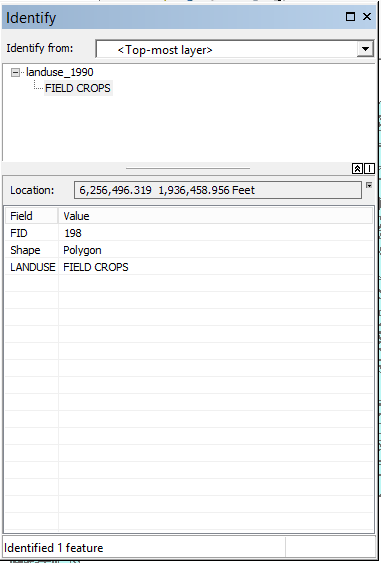 Identify
Identify from: <Top-most layer>
landuse_1990
FIELD CROPS
Location: 6,256,496.319 1,936,458.956 Feet
Field Value
FID 198
Shape Polygon
LANDUSE FIELD CROPS
Identified 1 feature